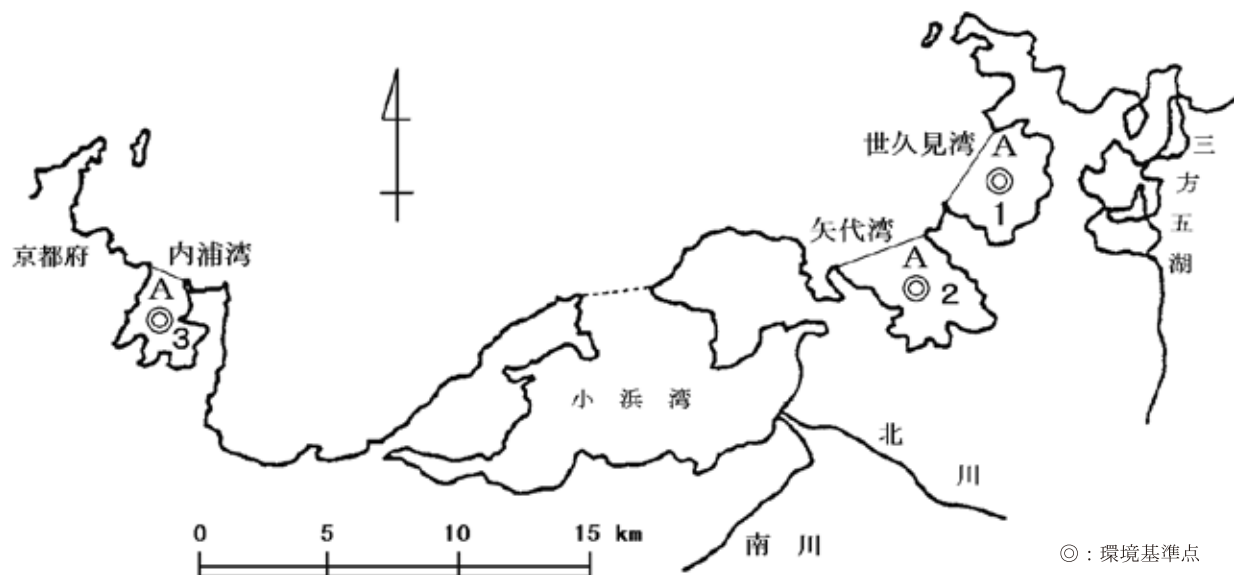 世久見湾
A
1
三方五湖
矢代湾
A
2
京都府
内浦湾
A
3
小浜湾
北川
南川
0 5 10 15 km
◎：環境基準点